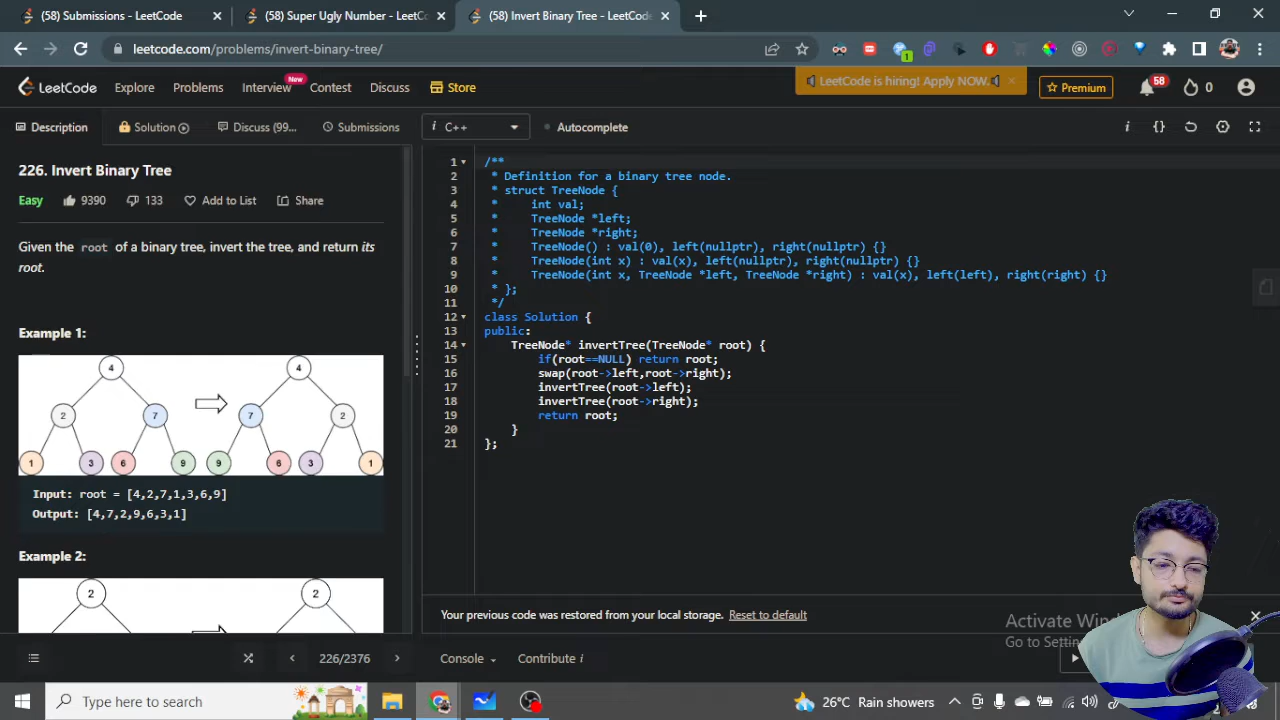 (58) Submissions - LeetCode
(58) Super Ugly Number - LeetCo
(58) Invert Binary Tree - LeetCode
leetcode.com/problems/invert-binary-tree/
1
LeetCode
Explore
Problems
Interview
New
Contest
Discuss
Store
LeetCode is hiring! Apply NOW.
Premium
58
0
Description
Solution
Discuss (99...
Submissions
i C++
Autocomplete
226. Invert Binary Tree
Easy
9390
133
Add to List
Share
Given the root of a binary tree, invert the tree, and return its
root.
Example 1:
4
2
7
1
3
6
9
4
7
2
9
6
3
1
Input: root = [4,2,7,1,3,6,9]
Output: [4,7,2,9,6,3,1]
Example 2:
2
2
1 /**
2 * Definition for a binary tree node.
3 * struct TreeNode {
4 * int val;
5 * TreeNode *left;
6 * TreeNode *right;
7 * TreeNode() : val(0), left(nullptr), right(nullptr) {}
8 * TreeNode(int x) : val(x), left(nullptr), right(nullptr) {}
9 * TreeNode(int x, TreeNode *left, TreeNode *right) : val(x), left(left), right(right) {}
10 * };
11 */
12 class Solution {
13 public:
14 TreeNode* invertTree(TreeNode* root) {
15 if(root==NULL) return root;
16 swap(root->left,root->right);
17 invertTree(root->left);
18 invertTree(root->right);
19 return root;
20 }
21 };
Your previous code was restored from your local storage. Reset to default
Activate Win
Go to Settin
226/2376
Console
Contribute i
Type here to search
26°C Rain showers